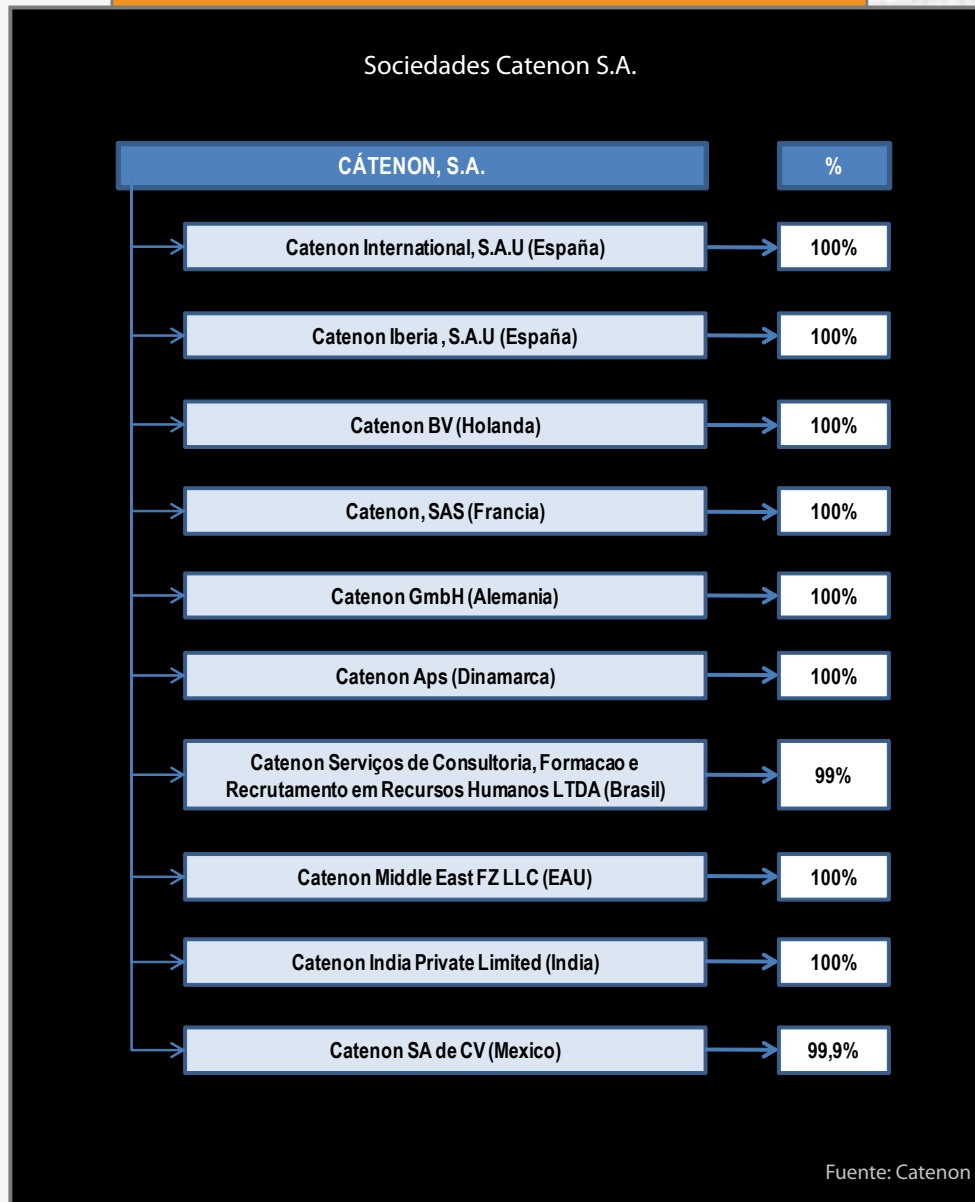 Sociedades Catenon S.A.
CÁTENON, S.A.
%
Catenon International, S.A.U (España)
100%
Catenon Iberia , S.A.U (España)
100%
Catenon BV (Holanda)
100%
Catenon, SAS (Francia)
100%
Catenon GmbH (Alemania)
100%
Catenon Aps (Dinamarca)
100%
Catenon Serviços de Consultoria, Formacao e
Recrutamento em Recursos Humanos LTDA (Brasil)
99%
Catenon Middle East FZ LLC (EAU)
100%
Catenon India Private Limited (India)
100%
Catenon SA de CV (Mexico)
99,9%
Fuente: Catenon